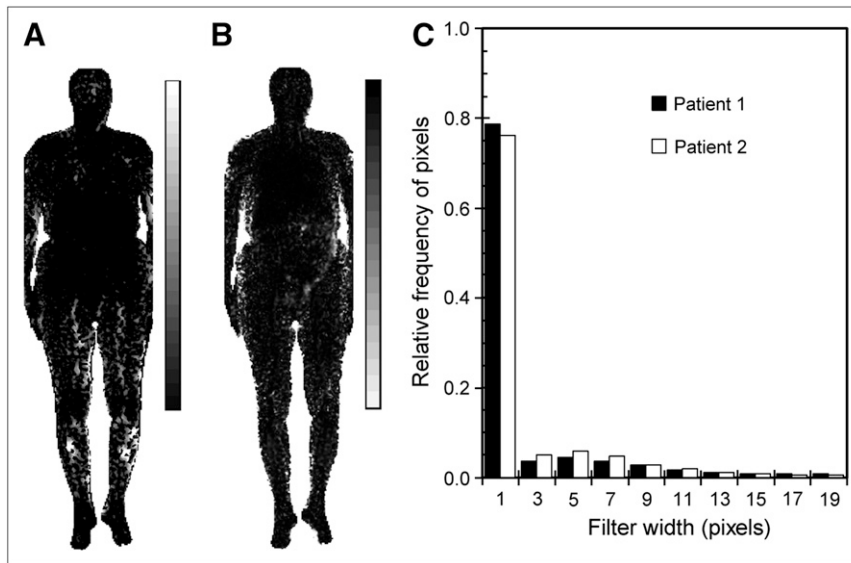 A
B
C
1.0
0.8
0.6
0.4
0.2
0.0
Relative frequency of pixels
Patient 1
Patient 2
1 3 5 7 9 11 13 15 17 19
Filter width (pixels)